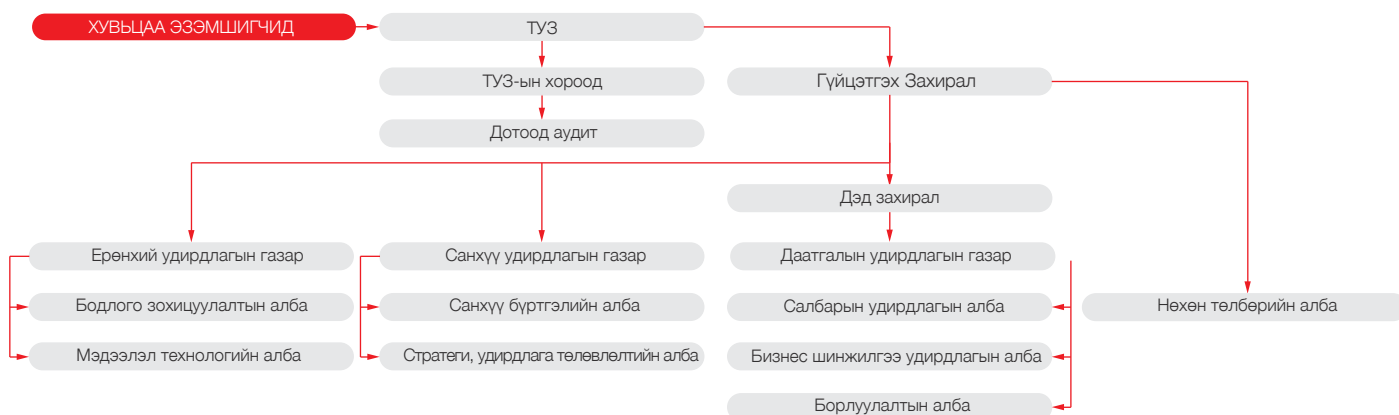 ХУВЬЦАА ЭЗЭМШИГЧИД
ТУЗ
ТУЗ-ын хороод
Гүйцэтгэх Захирал
Дотоод аудит
Дэд захирал
Ерөнхий удирдлагын газар
Санхүү удирдлагын газар
Даатгалын удирдлагын газар
Бодлого зохицуулалтын алба
Санхүү бүртгэлийн алба
Салбарын удирдлагын алба
Нөхөн төлбөрийн алба
Мэдээлэл технологийн алба
Стратеги, удирдлага төлөвлөлтийн алба
Бизнес шинжилгээ удирдлагын алба
Борлуулалтын алба